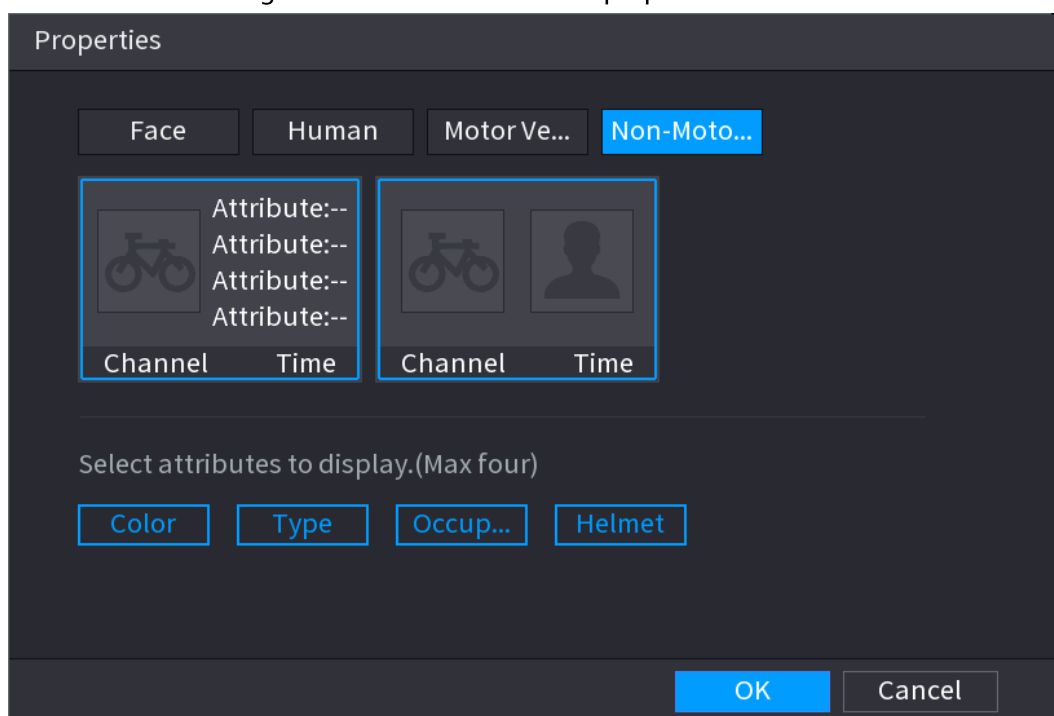 Properties
Face Human Motor Ve... Non-Moto...
Attribute:--
Attribute:--
Attribute:--
Attribute:--
Channel Time Channel Time
Select attributes to display.(Max four)
Color Type Occup... Helmet
OK Cancel